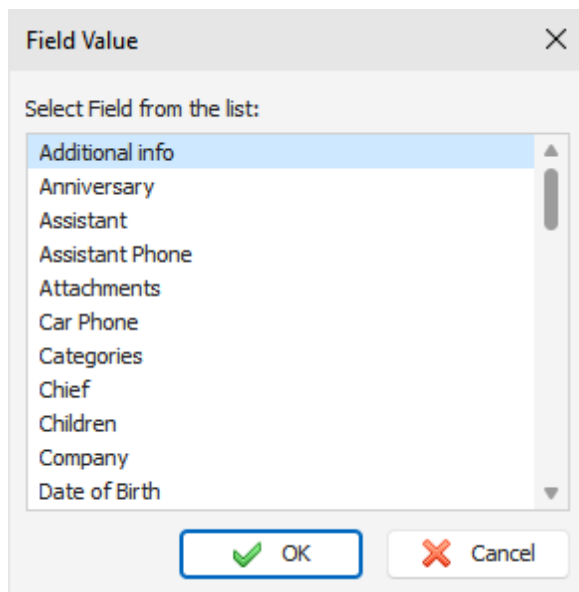 Field Value
Select Field from the list:
Additional info
Anniversary
Assistant
Assistant Phone
Attachments
Car Phone
Categories
Chief
Children
Company
Date of Birth
OK
Cancel